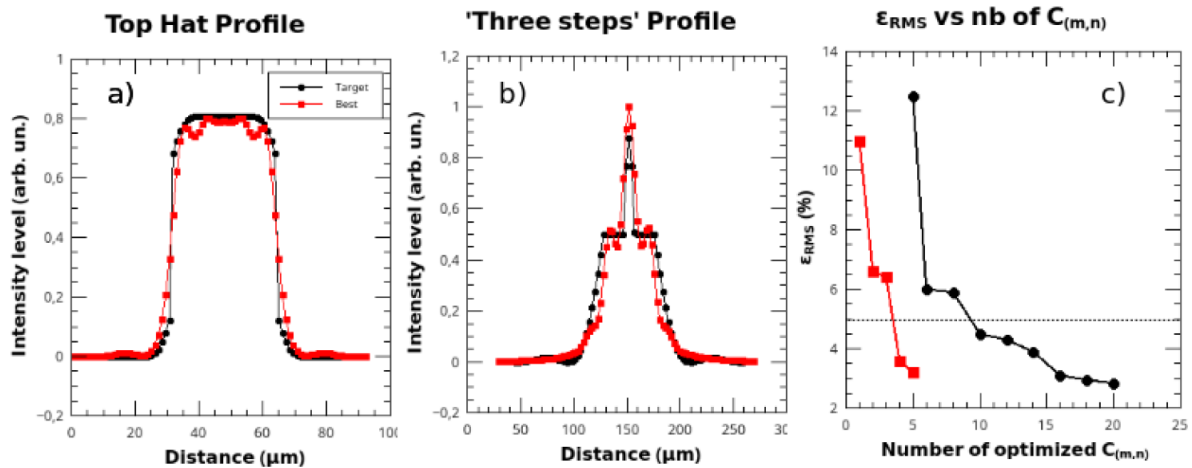 Top Hat Profile
'Three steps' Profile
ε_RMS vs nb of C_(m,n)
a)
Target
Best
b)
c)
1
0,8
0,6
0,4
0,2
0
−0,2
0
20
40
60
80
Intensity level (arb. un.)
Distance (μm)
1,2
1
0,8
0,6
0,4
0,2
0
−0,2
0
50
100
150
200
250
Intensity level (arb. un.)
Distance (μm)
14
12
10
8
6
4
2
0
5
10
15
20
25
ε_RMS (%)
Number of optimized C_(m,n)